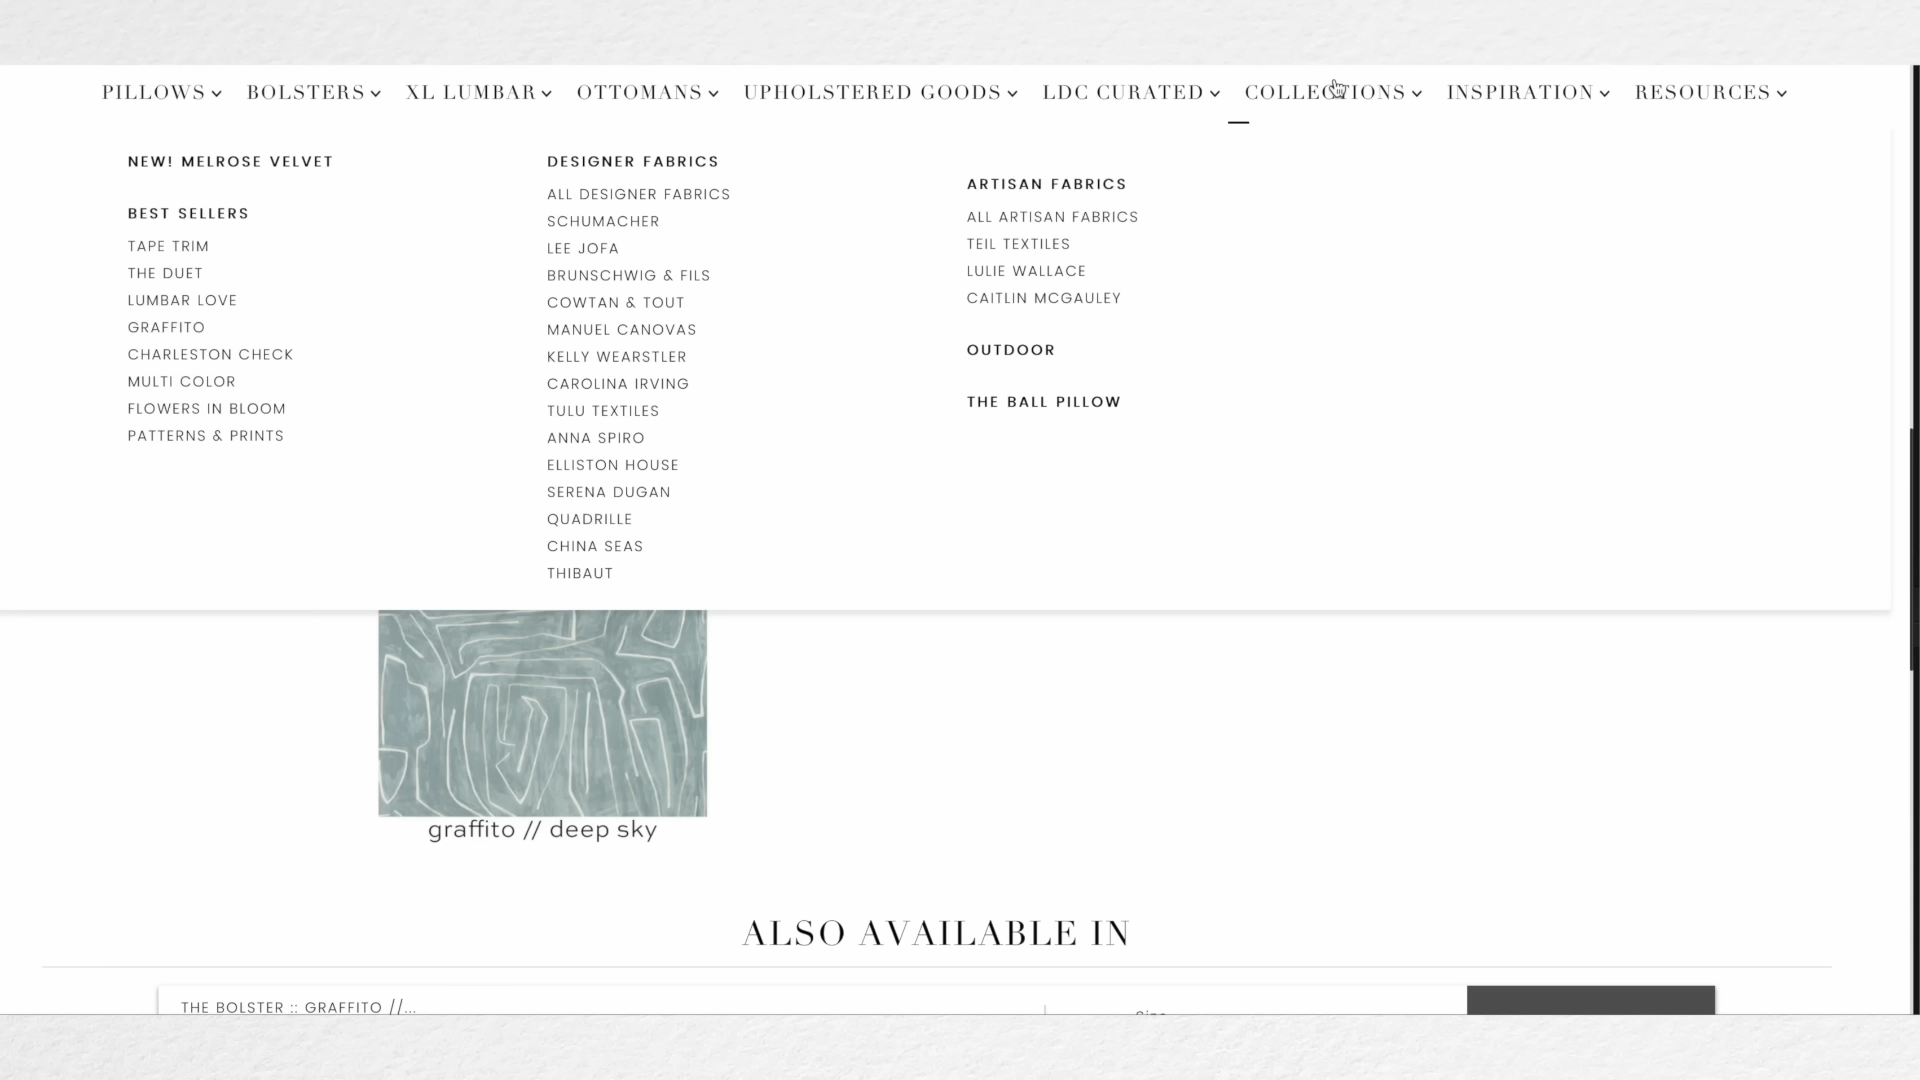 PILLOWS BOLSTERS XL LUMBAR OTTOMANS UPHOLSTERED GOODS LDC CURATED COLLECTIONS INSPIRATION RESOURCES
NEW! MELROSE VELVET
BEST SELLERS
TAPE TRIM
THE DUET
LUMBAR LOVE
GRAFFITO
CHARLESTON CHECK
MULTI COLOR
FLOWERS IN BLOOM
PATTERNS & PRINTS
DESIGNER FABRICS
ALL DESIGNER FABRICS
SCHUMACHER
LEE JOFA
BRUNSCHWIG & FILS
COWTAN & TOUT
MANUEL CANOVAS
KELLY WEARSTLER
CAROLINA IRVING
TULU TEXTILES
ANNA SPIRO
ELLISTON HOUSE
SERENA DUGAN
QUADRILLE
CHINA SEAS
THIBAUT
ARTISAN FABRICS
ALL ARTISAN FABRICS
TEIL TEXTILES
LULIE WALLACE
CAITLIN MCGAULEY
OUTDOOR
THE BALL PILLOW
graffito // deep sky
ALSO AVAILABLE IN
THE BOLSTER :: GRAFFITO //...